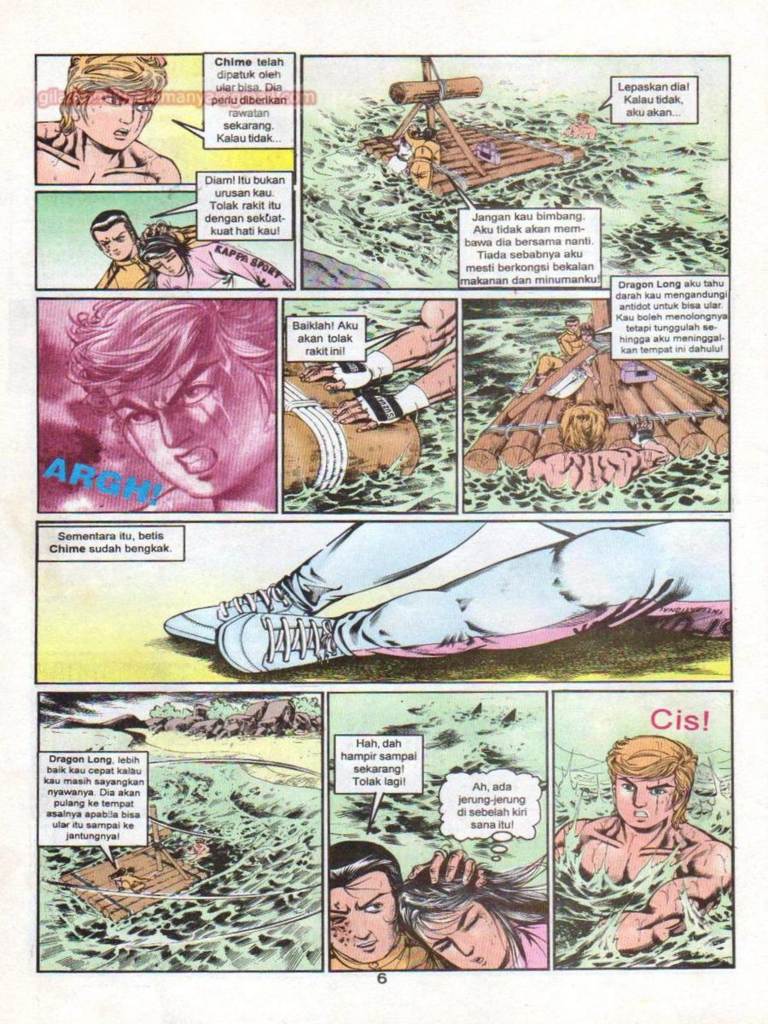 Chime telah
dipatuk oleh
ular bisa. Dia
perlu diberikan
rawatan
sekarang.
Kalau tidak...
Lepaskan dia!
Kalau tidak,
aku akan...
Diam! Itu bukan
urusan kau.
Tolak rakit itu
dengan sekuat-
kuat hati kau!
KAPPA SPORT
Jangan kau bimbang.
Aku tidak akan mem-
bawa dia bersama nanti.
Tiada sebabnya aku
mesti berkongsi bekalan
makanan dan minumanku!
ARGH!
Baiklah! Aku
akan tolak
rakit ini!
Dragon Long aku tahu
darah kau mengandungi
antidot untuk bisa ular.
Kau boleh menolongnya
tetapi tunggulah se-
hingga aku meninggal-
kan tempat ini dahulu!
Sementara itu, betis
Chime sudah bengkak.
Dragon Long, lebih
baik kau cepat kalau
kau masih sayangkan
nyawanya. Dia akan
pulang ke tempat
asalnya apabila bisa
ular itu sampai ke
jantungnya!
Hah, dah
hampir sampai
sekarang!
Tolak lagi!
Ah, ada
jerung-jerung
di sebelah kiri
sana itu!
Cis!
6